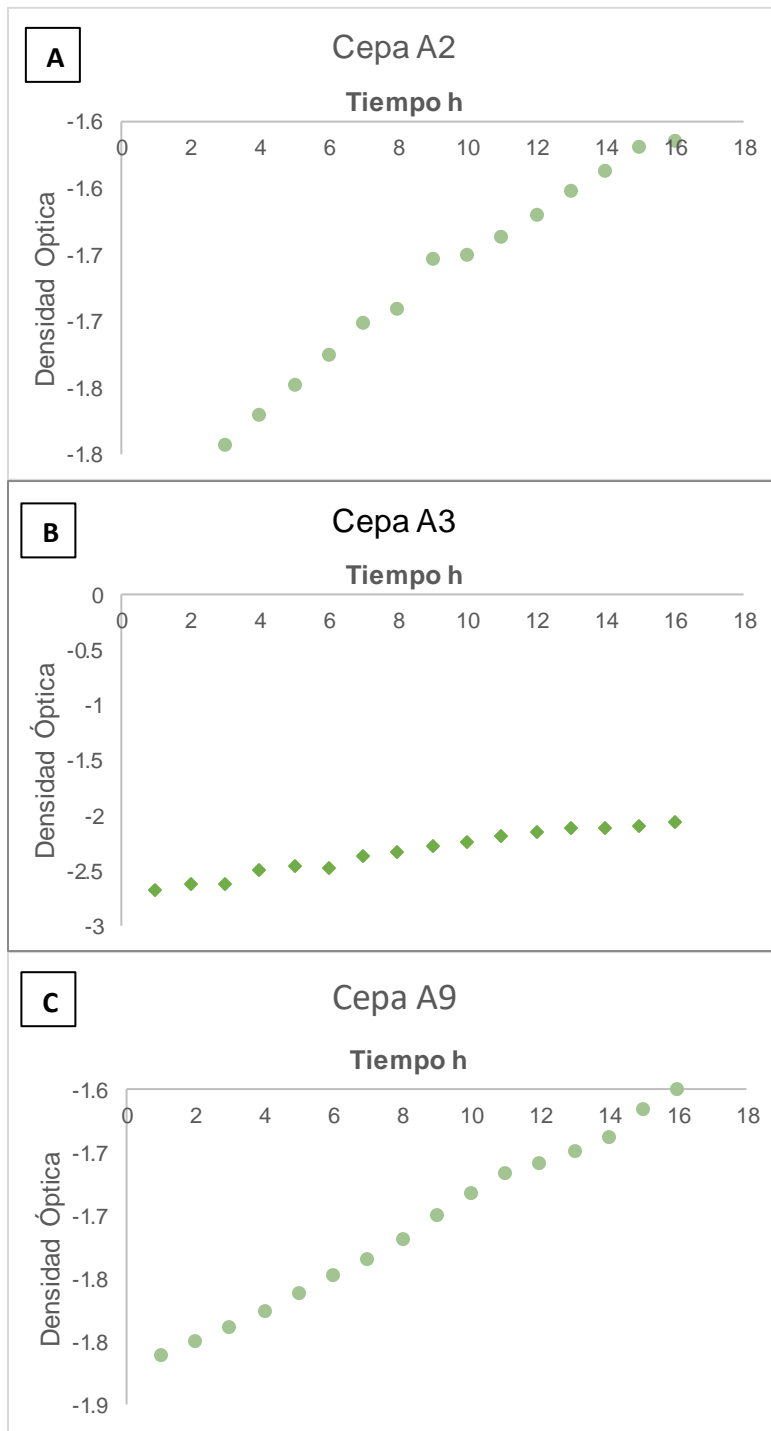 A
Cepa A2
Tiempo h
-1.6
0 2 4 6 8 10 12 14 16 18
-1.6
-1.7
-1.7
-1.8
-1.8
Densidad Optica
B
Cepa A3
Tiempo h
0
0 2 4 6 8 10 12 14 16 18
-0.5
-1
-1.5
-2
-2.5
-3
Densidad Óptica
C
Cepa A9
Tiempo h
-1.6
0 2 4 6 8 10 12 14 16 18
-1.7
-1.7
-1.8
-1.8
-1.9
Densidad Óptica